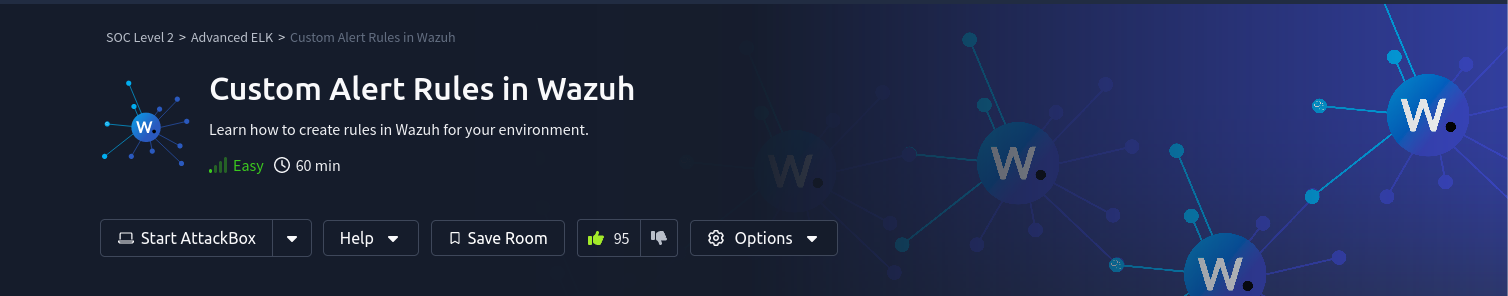 SOC Level 2 > Advanced ELK > Custom Alert Rules in Wazuh
Custom Alert Rules in Wazuh
Learn how to create rules in Wazuh for your environment.
Easy 60 min
Start AttackBox Help Save Room 95 Options
W.
W.
W.
W.
W.